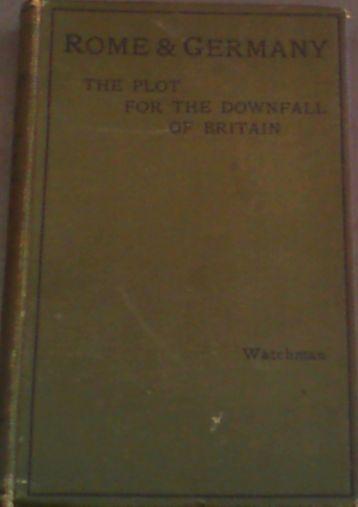 ROME & GERMANY
THE PLOT
FOR THE DOWNFALL
OF BRITAIN
Watchman